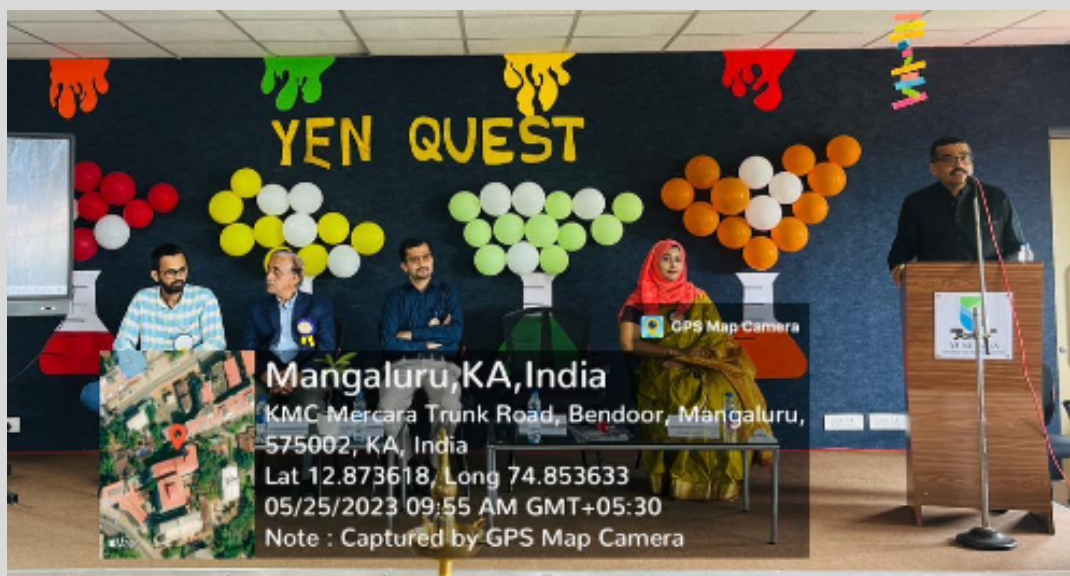 YEN QUEST
GPS Map Camera
Mangaluru,KA,India
KMC Mercara Trunk Road, Bendoor, Mangaluru,
575002, KA, India
Lat 12.873618, Long 74.853633
05/25/2023 09:55 AM GMT+05:30
Note : Captured by GPS Map Camera